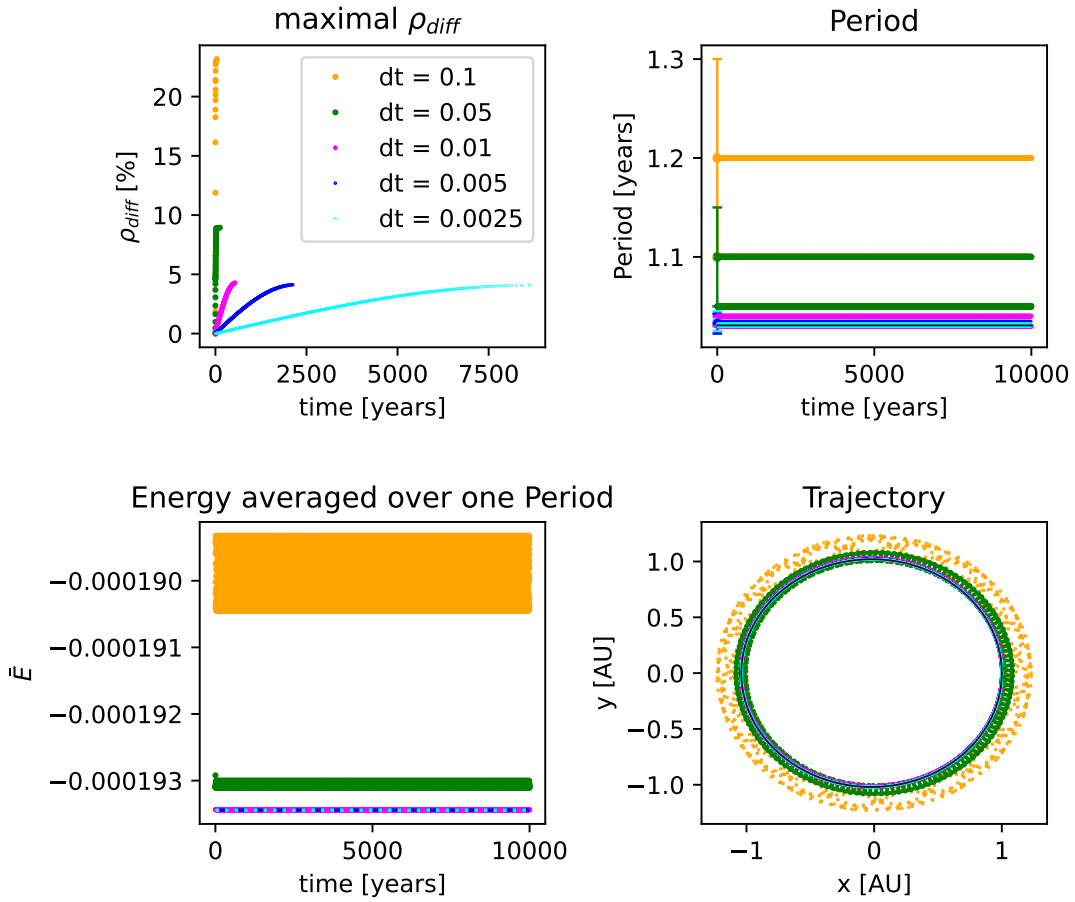 maximal ρ_diff
ρ_diff [%]
20
15
10
5
0
dt = 0.1
dt = 0.05
dt = 0.01
dt = 0.005
dt = 0.0025
0 2500 5000 7500
time [years]
Period
Period [years]
1.3
1.2
1.1
0 5000 10000
time [years]
Energy averaged over one Period
Ē
−0.000190
−0.000191
−0.000192
−0.000193
0 5000 10000
time [years]
Trajectory
y [AU]
1.0
0.5
0.0
−0.5
−1.0
−1 0 1
x [AU]